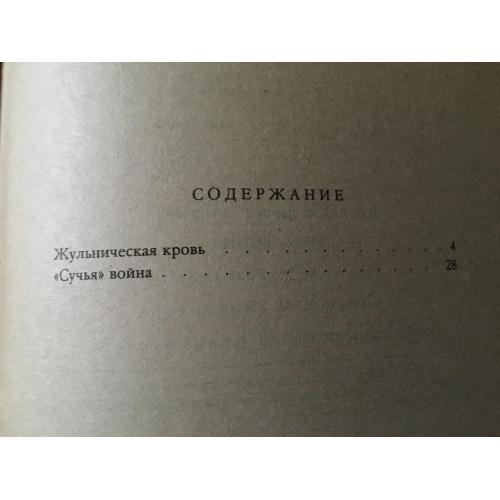 СОДЕРЖАНИЕ
Жульническая кровь . . . . . . . . . . . . . . 4
«Сучья» война . . . . . . . . . . . . . . . . . 28